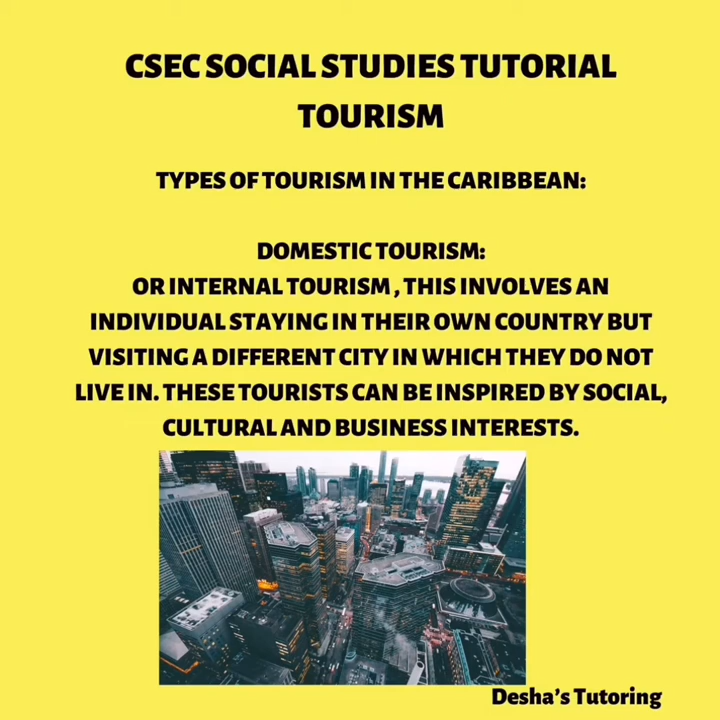 CSEC SOCIAL STUDIES TUTORIAL
TOURISM
TYPES OF TOURISM IN THE CARIBBEAN:
DOMESTIC TOURISM:
OR INTERNAL TOURISM , THIS INVOLVES AN
INDIVIDUAL STAYING IN THEIR OWN COUNTRY BUT
VISITING A DIFFERENT CITY IN WHICH THEY DO NOT
LIVE IN. THESE TOURISTS CAN BE INSPIRED BY SOCIAL,
CULTURAL AND BUSINESS INTERESTS.
Desha's Tutoring